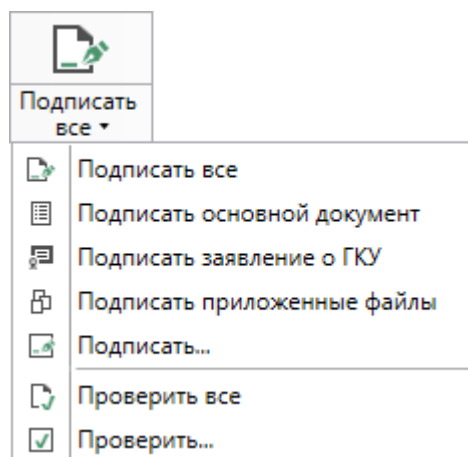 Подписать
все
Подписать все
Подписать основной документ
Подписать заявление о ГКУ
Подписать приложенные файлы
Подписать...
Проверить все
Проверить...